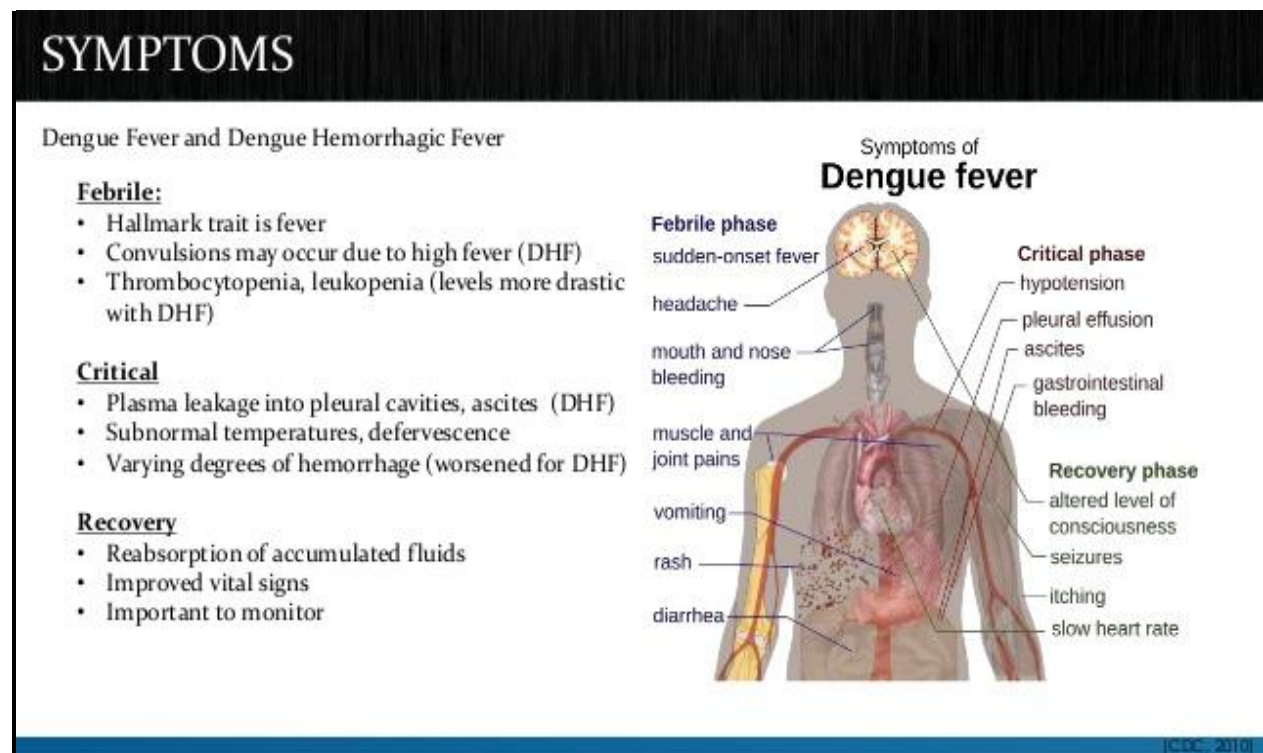 SYMPTOMS
Dengue Fever and Dengue Hemorrhagic Fever
Febrile:
• Hallmark trait is fever
• Convulsions may occur due to high fever (DHF)
• Thrombocytopenia, leukopenia (levels more drastic
with DHF)
Critical
• Plasma leakage into pleural cavities, ascites (DHF)
• Subnormal temperatures, defervescence
• Varying degrees of hemorrhage (worsened for DHF)
Recovery
• Reabsorption of accumulated fluids
• Improved vital signs
• Important to monitor
Symptoms of
Dengue fever
Febrile phase
sudden-onset fever
headache
mouth and nose
bleeding
muscle and
joint pains
vomiting
rash
diarrhea
Critical phase
hypotension
pleural effusion
ascites
gastrointestinal
bleeding
Recovery phase
altered level of
consciousness
seizures
itching
slow heart rate
(CDC, 2010)